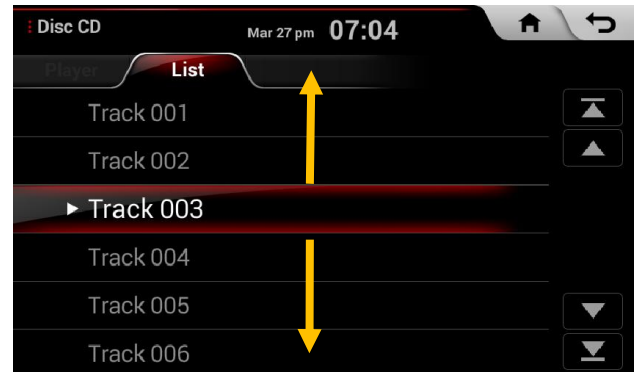 Disc CD
Mar 27 pm 07:04
Player
List
Track 001
Track 002
Track 003
Track 004
Track 005
Track 006